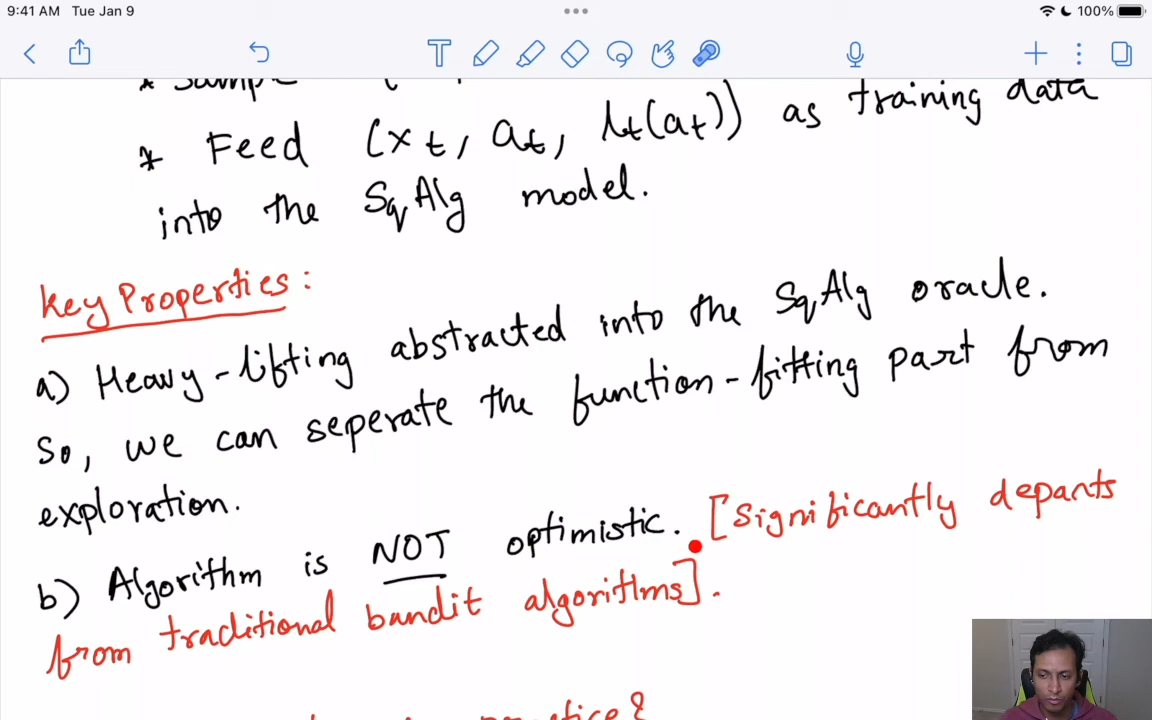 9:41 AM Tue Jan 9
100%
* Sample
* Feed (xt, at, lt(at)) as training data
into the SqAlg model.
Key Properties:
a) Heavy-lifting abstracted into the SqAlg oracle.
So, we can seperate the function-fitting part from
exploration.
b) Algorithm is NOT optimistic. [Significantly departs
from traditional bandit algorithms].
practice?